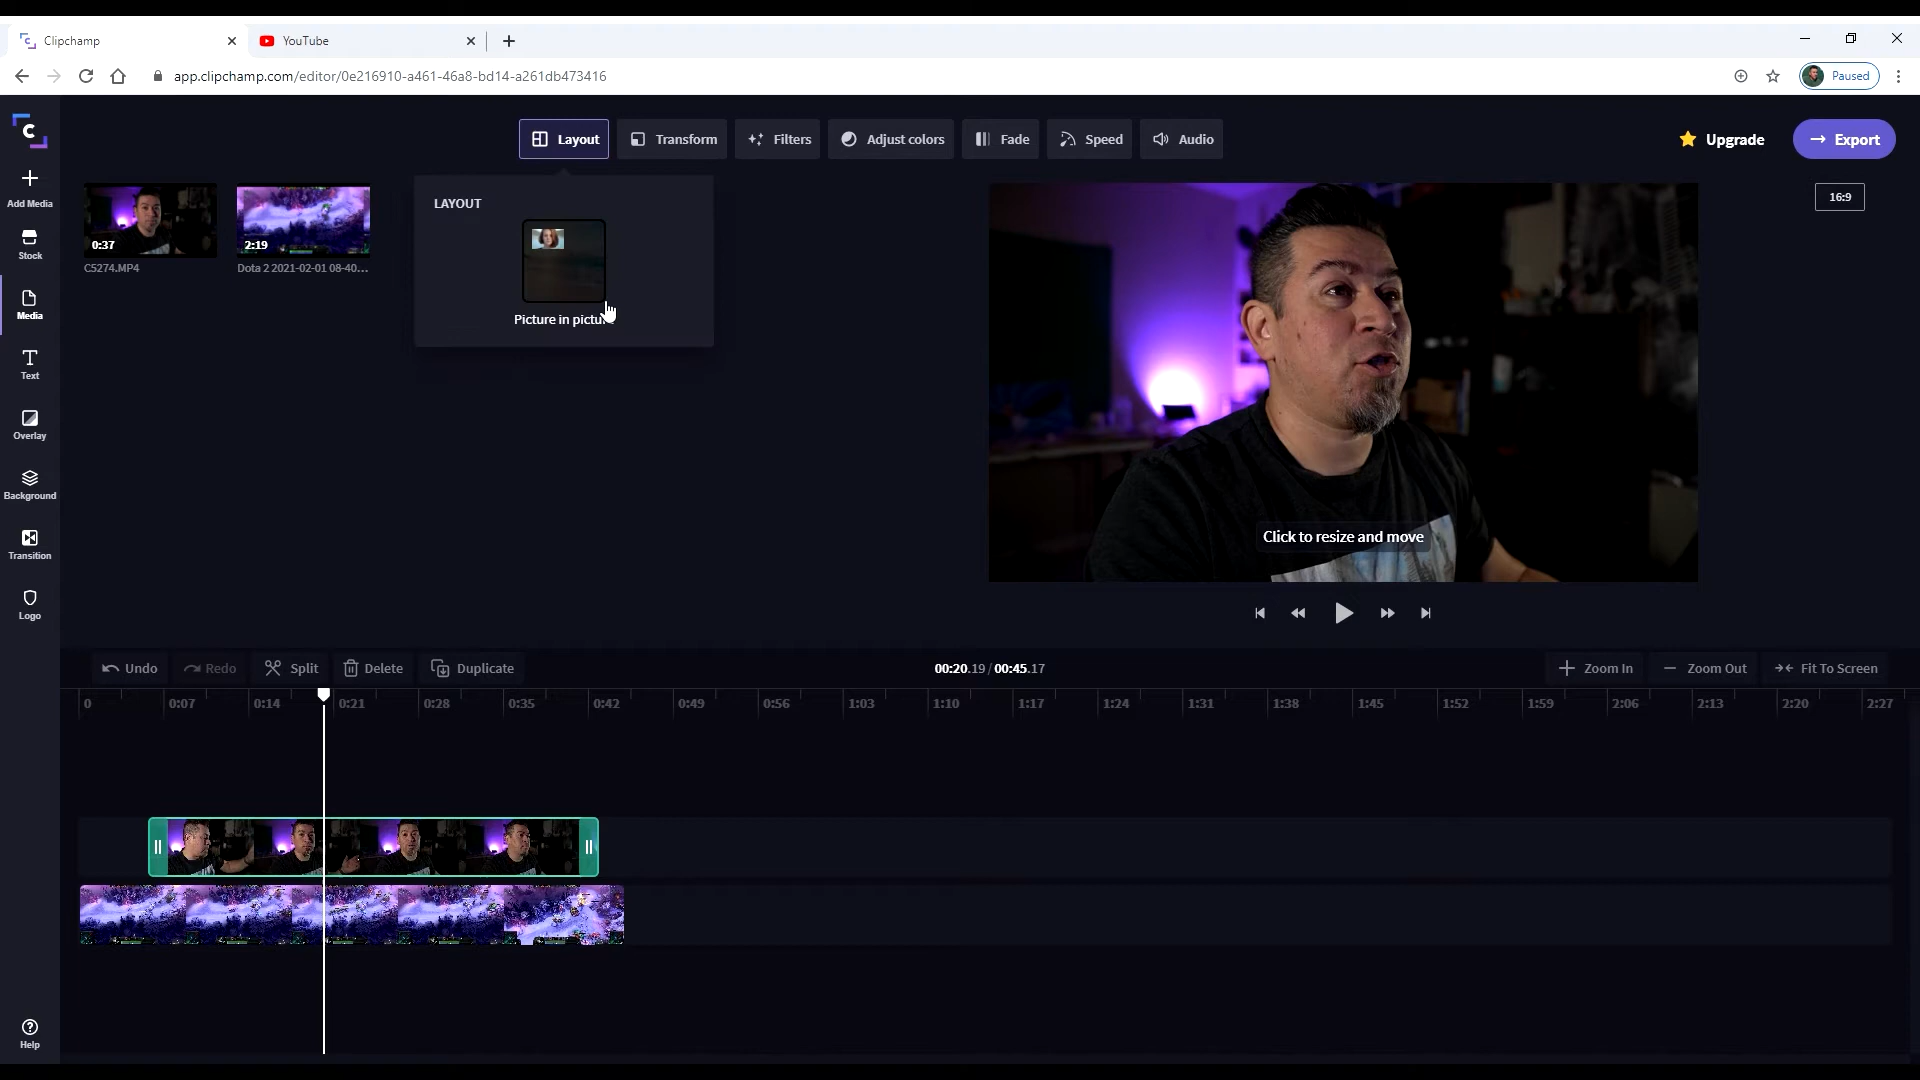 Clipchamp
YouTube
app.clipchamp.com/editor/0e216910-a461-46a8-bd14-a261db473416
Paused
Layout
Transform
Filters
Adjust colors
Fade
Speed
Audio
Upgrade
Export
Add Media
Stock
Media
Text
Overlay
Background
Transition
Logo
Help
0:37
C5274.MP4
2:19
Dota 2 2021-02-01 08-40...
LAYOUT
Picture in picture
16:9
Click to resize and move
Undo
Redo
Split
Delete
Duplicate
00:20.19 / 00:45.17
Zoom In
Zoom Out
Fit To Screen
0 0:07 0:14 0:21 0:28 0:35 0:42 0:49 0:56 1:03 1:10 1:17 1:24 1:31 1:38 1:45 1:52 1:59 2:06 2:13 2:20 2:27